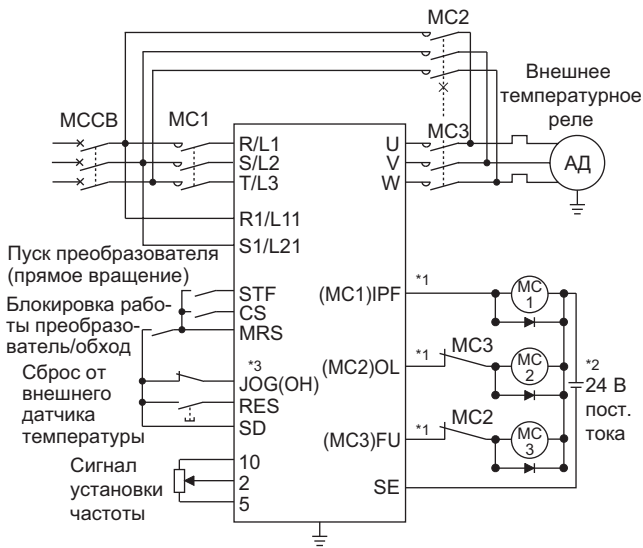 MC2
Внешнее
температурное
реле
MCCB
MC1
MC3
R/L1
S/L2
T/L3
U
V
W
АД
R1/L11
S1/L21
Пуск преобразователя
(прямое вращение)
Блокировка рабо-
ты преобразо-
ватель/обход
Сброс от
внешнего
датчика
температуры
STF
CS
MRS
*3
JOG(OH)
RES
SD
Сигнал
установки
частоты
10
2
5
(MC1)IPF
*1
MC
1
(MC2)OL
*1
MC3
MC
2
*2
24 В
пост.
тока
(MC3)FU
*1
MC2
MC
3
SE